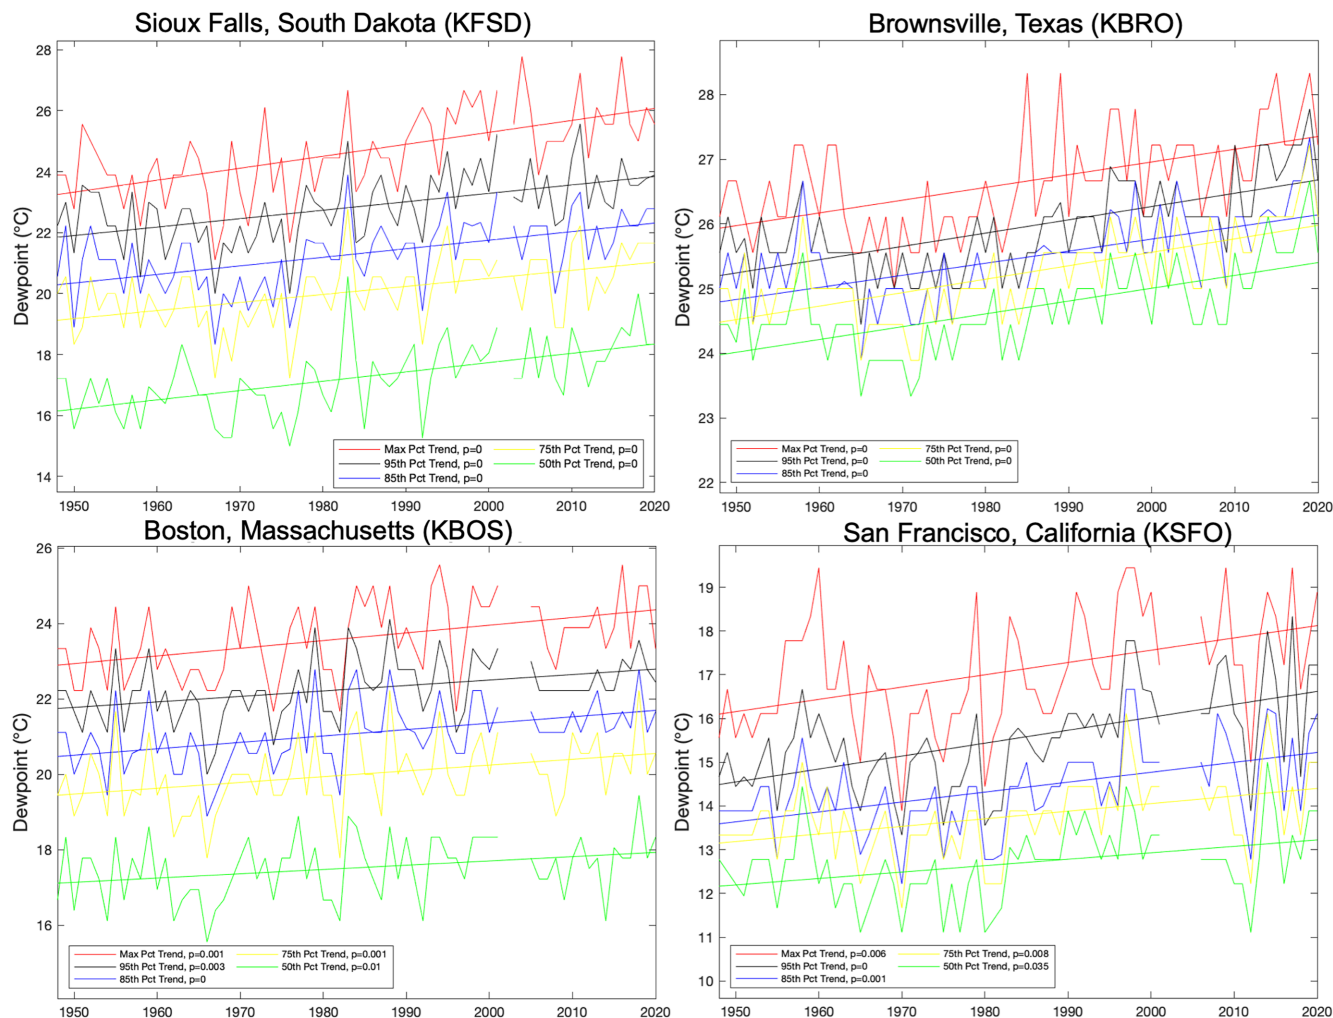 Sioux Falls, South Dakota (KFSD)
28
26
24
22
20
18
16
14
Dewpoint (°C)
Max Pct Trend, p=0
75th Pct Trend, p=0
95th Pct Trend, p=0
50th Pct Trend, p=0
85th Pct Trend, p=0
1950 1960 1970 1980 1990 2000 2010 2020
Brownsville, Texas (KBRO)
28
27
26
25
24
23
22
Dewpoint (°C)
Max Pct Trend, p=0
75th Pct Trend, p=0
95th Pct Trend, p=0
50th Pct Trend, p=0
85th Pct Trend, p=0
1950 1960 1970 1980 1990 2000 2010 2020
Boston, Massachusetts (KBOS)
26
24
22
20
18
16
Dewpoint (°C)
Max Pct Trend, p=0.001
75th Pct Trend, p=0.001
95th Pct Trend, p=0.003
50th Pct Trend, p=0.01
85th Pct Trend, p=0
1950 1960 1970 1980 1990 2000 2010 2020
San Francisco, California (KSFO)
19
18
17
16
15
14
13
12
11
10
Dewpoint (°C)
Max Pct Trend, p=0.006
75th Pct Trend, p=0.008
95th Pct Trend, p=0
50th Pct Trend, p=0.035
85th Pct Trend, p=0.001
1950 1960 1970 1980 1990 2000 2010 2020